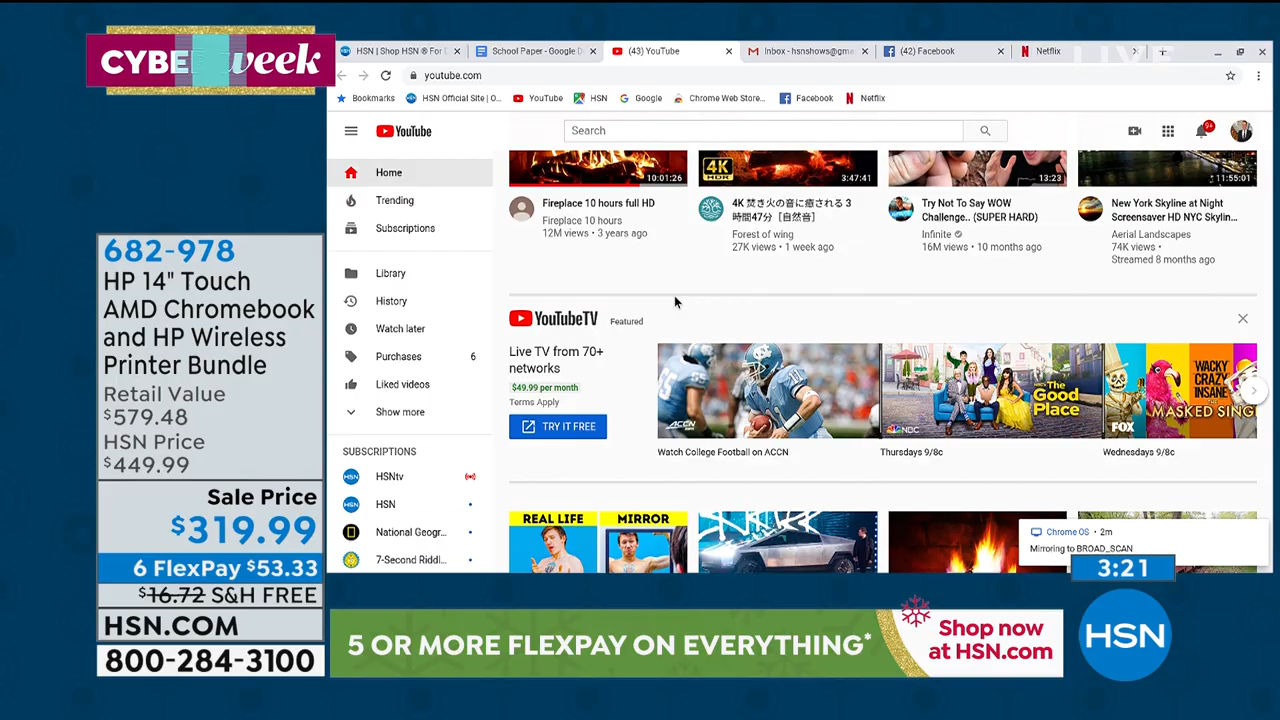 CYBER week
682-978
HP 14" Touch
AMD Chromebook
and HP Wireless
Printer Bundle
Retail Value
$579.48
HSN Price
$449.99
Sale Price
$319.99
6 FlexPay $53.33
$16.72 S&H FREE
HSN.COM
800-284-3100
HSN | Shop HSN ® For
School Paper - Google D
(43) YouTube
Inbox - hsnshows@gma
(42) Facebook
Netflix
LIVE
youtube.com
Bookmarks
HSN Official Site | O...
YouTube
HSN
Google
Chrome Web Store...
Facebook
Netflix
YouTube
Search
9+
Home
Trending
Subscriptions
Library
History
Watch later
Purchases 6
Liked videos
Show more
SUBSCRIPTIONS
HSN HSNtv
HSN HSN
National Geogr...
7-Second Riddl...
10:01:26
4K HDR
3:47:41
13:23
11:55:01
Fireplace 10 hours full HD
Fireplace 10 hours
12M views • 3 years ago
4K 焚き火の音に癒される 3
時間47分［自然音］
Forest of wing
27K views • 1 week ago
Try Not To Say WOW
Challenge.. (SUPER HARD)
Infinite
16M views • 10 months ago
New York Skyline at Night
Screensaver HD NYC Skylin...
Aerial Landscapes
74K views •
Streamed 8 months ago
YouTubeTV Featured
Live TV from 70+
networks
$49.99 per month
Terms Apply
TRY IT FREE
ACCN
Watch College Football on ACCN
The
Good
Place
NBC
Thursdays 9/8c
'WACKY,
CRAZY,
INSANE'
MASKED SING
FOX
Wednesdays 9/8c
REAL LIFE
MIRROR
Chrome OS • 2m
Mirroring to BROAD_SCAN
3:21
5 OR MORE FLEXPAY ON EVERYTHING*
Shop now
at HSN.com
HSN